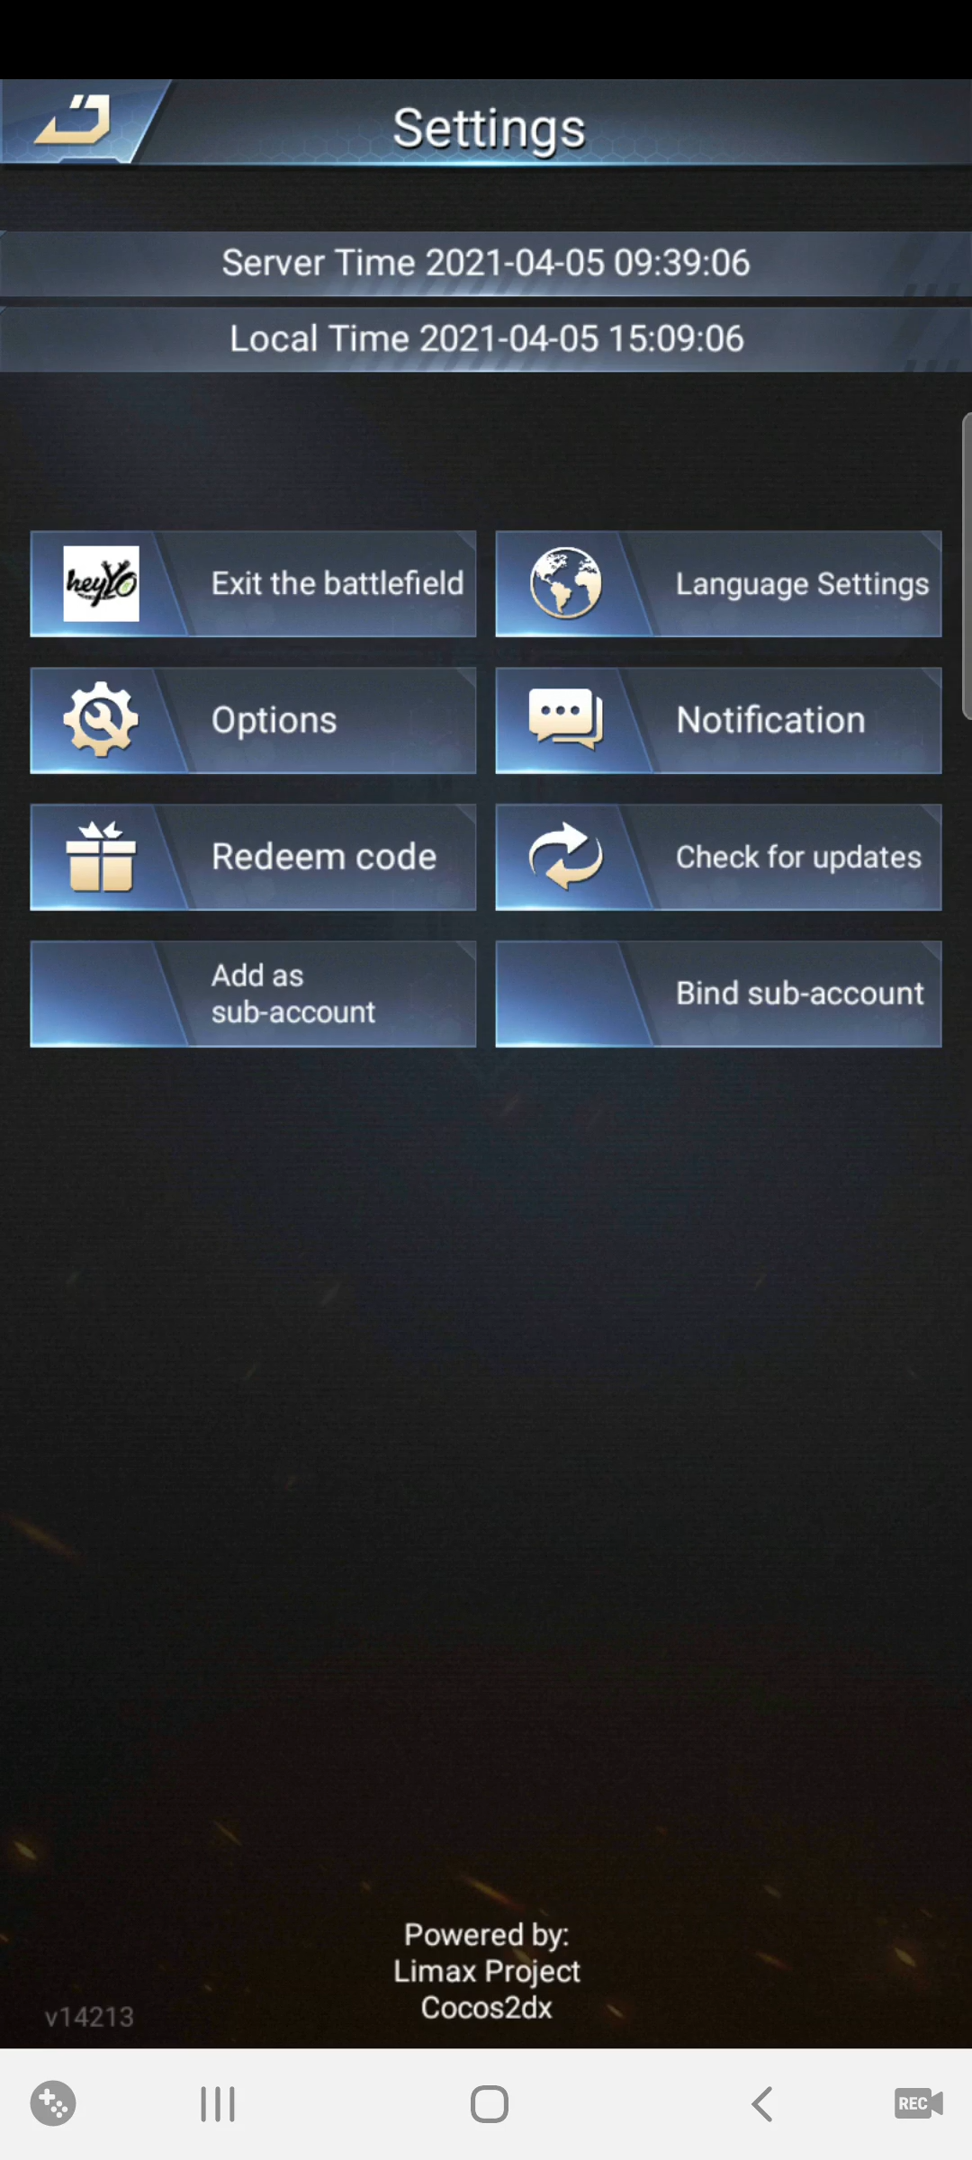 Settings
Server Time 2021-04-05 09:39:06
Local Time 2021-04-05 15:09:06
heyYo
Exit the battlefield
Language Settings
Options
Notification
Redeem code
Check for updates
Add as
sub-account
Bind sub-account
Powered by:
Limax Project
Cocos2dx
v14213
REC